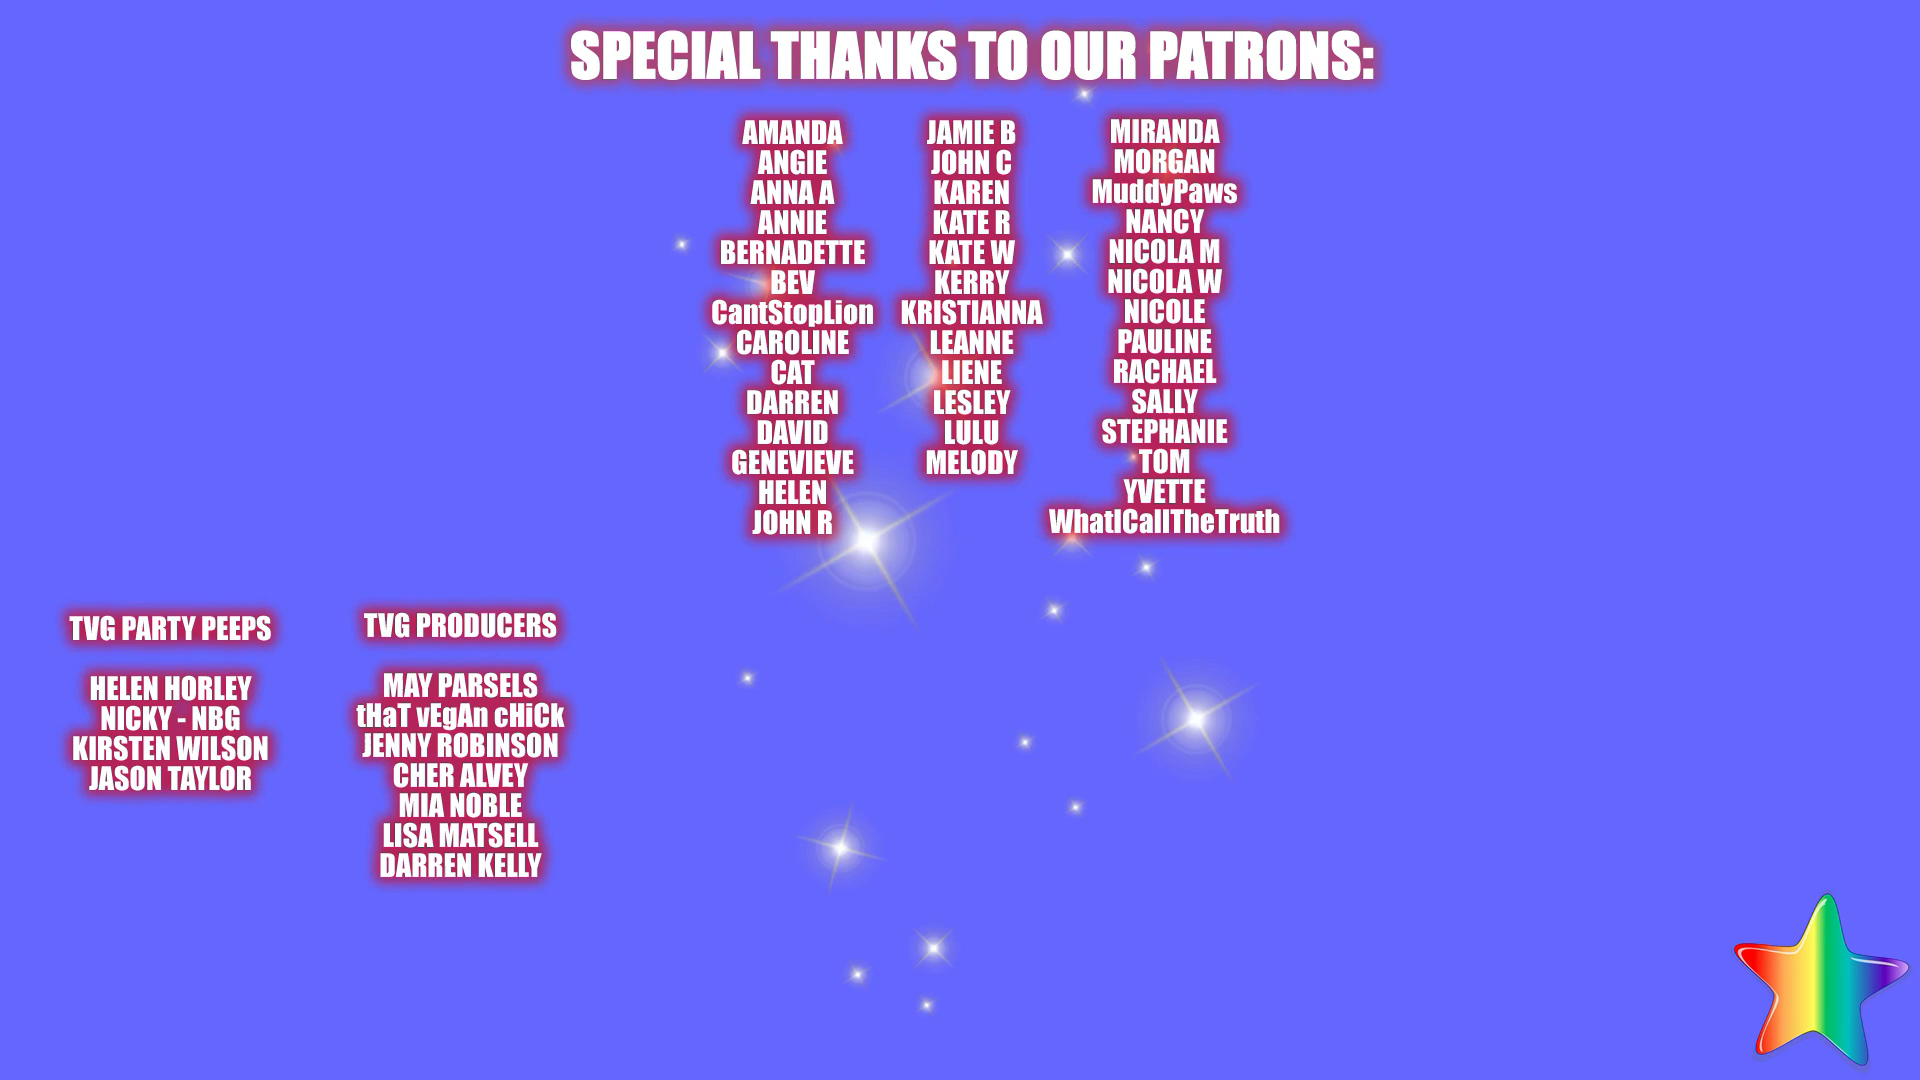 SPECIAL THANKS TO OUR PATRONS:
AMANDA
ANGIE
ANNA A
ANNIE
BERNADETTE
BEV
CantStopLion
CAROLINE
CAT
DARREN
DAVID
GENEVIEVE
HELEN
JOHN R
JAMIE B
JOHN C
KAREN
KATE R
KATE W
KERRY
KRISTIANNA
LEANNE
LIENE
LESLEY
LULU
MELODY
MIRANDA
MORGAN
MuddyPaws
NANCY
NICOLA M
NICOLA W
NICOLE
PAULINE
RACHAEL
SALLY
STEPHANIE
TOM
YVETTE
WhatICallTheTruth
TVG PARTY PEEPS
HELEN HORLEY
NICKY - NBG
KIRSTEN WILSON
JASON TAYLOR
TVG PRODUCERS
MAY PARSELS
tHaT vEgAn cHiCk
JENNY ROBINSON
CHER ALVEY
MIA NOBLE
LISA MATSELL
DARREN KELLY